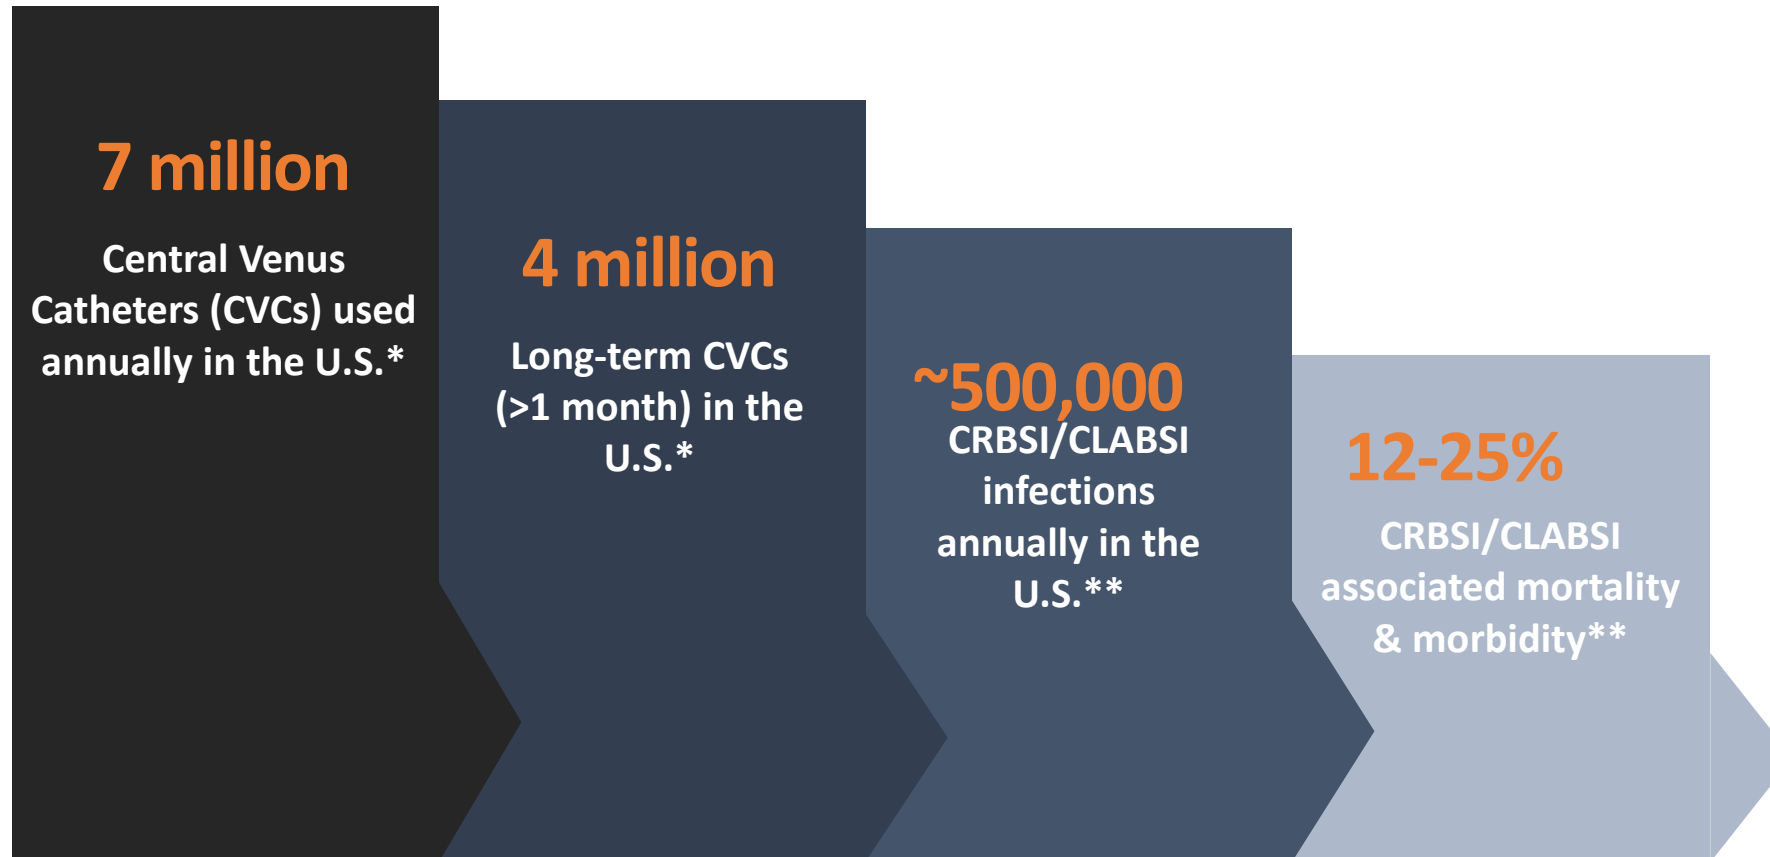 7 million
Central Venus
Catheters (CVCs) used
annually in the U.S.*
4 million
Long-term CVCs
(>1 month) in the
U.S.*
~500,000
CRBSI/CLABSI
infections
annually in the
U.S.**
12-25%
CRBSI/CLABSI
associated mortality
& morbidity**